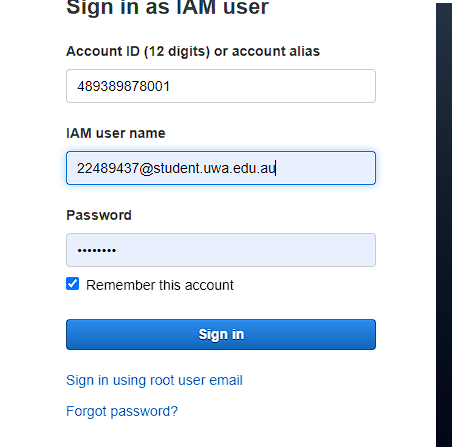 Sign in as IAM user
Account ID (12 digits) or account alias
489389878001
IAM user name
22489437@student.uwa.edu.au
Password
••••••••
Remember this account
Sign in
Sign in using root user email
Forgot password?